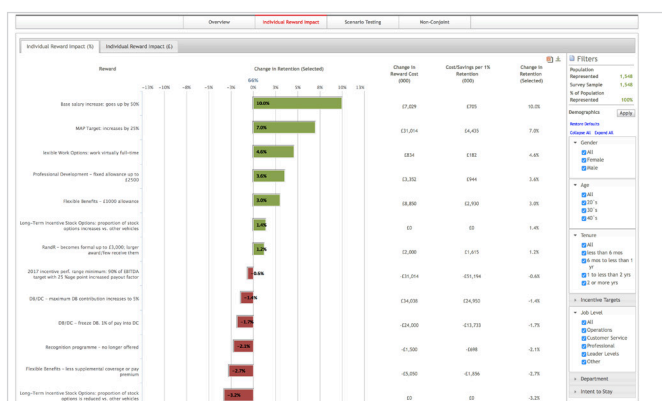 Overview Individual Reward Impact Scenario Testing Non-Conjoint
Individual Reward Impact (%) Individual Reward Impact (£)
Reward
Change in Retention (Selected)
66%
Change in
Reward Cost
(000)
Cost/Savings per 1%
Retention
(000)
Change in
Retention
(Selected)
-13% -10% -8% -5% -3% 0% 3% 5% 8% 10% 13%
Base salary increase: goes up by 50% 10.0% £7,029 £705 10.0%
MAP Target: increases by 25% 7.0% £31,014 £4,435 7.0%
Work Options: work virtually full-time 4.6% £834 £182 4.6%
Professional Development - fixed allowance up to
£2500
3.6% £3,352 £944 3.6%
Flexible Benefits - £1000 allowance 3.0% £8,800 £2,930 3.0%
Long-Term Incentive Stock Options: proportion of stock
options increases vs. other vehicles
1.4% £0 £0 1.4%
RandR - becomes formal up to £5,000; larger
award/few receive them
1.2% £2,000 £1,615 1.2%
2017 incentive perf. range minimum: 90% of EBITDA
target with 25 Nage point increased payout factor
-0.6% -£31,014 -£51,194 -0.6%
DB/DC - maximum DB contribution increases to 5% -1.4% £34,038 £24,950 -1.4%
DB/DC - freeze DB, 1% of pay into DC -1.7% -£24,000 -£13,733 -1.7%
Recognition programme - no longer offered -2.1% -£1,500 -£698 -2.1%
Flexible Benefits - less supplemental coverage or pay
premium
-2.7% -£5,050 -£1,856 -2.7%
Long-Term Incentive Stock Options: proportion of stock
options is reduced vs. other vehicles
-3.2% £0 £0 -3.2%
Filters
Population
Represented 1,548
Survey Sample 1,548
% of Population
Represented 100%
Demographics Apply
Restore Defaults
Collapse All Expand All
Gender
All
Female
Male
Age
All
20's
30's
40's
Tenure
All
less than 6 mos
6 mos to less than 1
yr
1 to less than 2 yrs
2 or more yrs
Incentive Targets
Job Level
All
Operations
Customer Service
Professional
Leader Levels
Other
Department
Intent to Stay